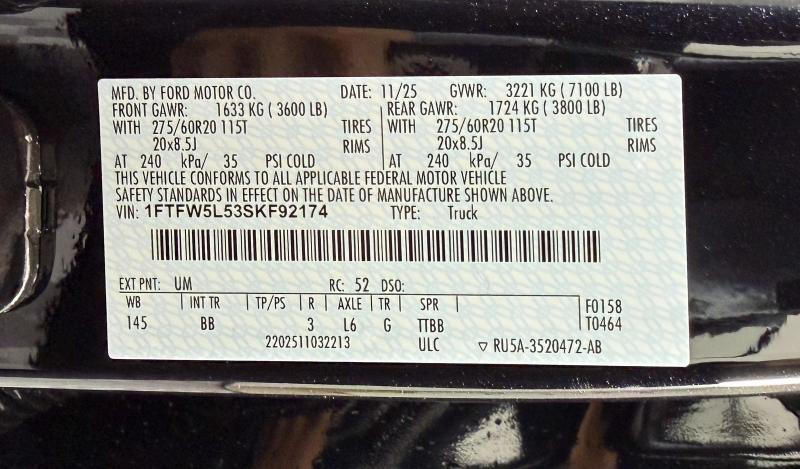 MFD. BY FORD MOTOR CO. DATE: 11/25 GVWR: 3221 KG ( 7100 LB)
FRONT GAWR: 1633 KG ( 3600 LB) REAR GAWR: 1724 KG ( 3800 LB)
WITH 275/60R20 115T TIRES WITH 275/60R20 115T TIRES
20x8.5J RIMS 20x8.5J RIMS
AT 240 kPa/ 35 PSI COLD AT 240 kPa/ 35 PSI COLD
THIS VEHICLE CONFORMS TO ALL APPLICABLE FEDERAL MOTOR VEHICLE
SAFETY STANDARDS IN EFFECT ON THE DATE OF MANUFACTURE SHOWN ABOVE.
VIN: 1FTFW5L53SKF92174 TYPE: Truck
EXT PNT: UM RC: 52 DSO:
WB INT TR TP/PS R AXLE TR SPR F0158
145 BB 3 L6 G TTBB T0464
2202511032213 ULC ▽ RU5A-3520472-AB